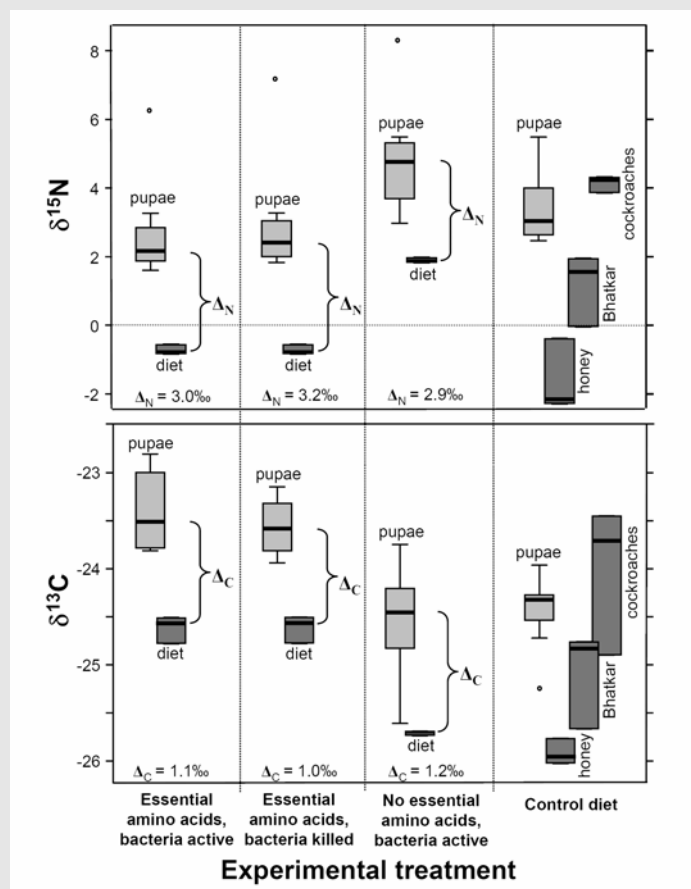 8
6
4
2
0
-2
δ15N
pupae
diet
ΔN
ΔN = 3.0‰
pupae
diet
ΔN
ΔN = 3.2‰
pupae
diet
ΔN
ΔN = 2.9‰
pupae
honey
Bhatkar
cockroaches
-23
-24
-25
-26
δ13C
pupae
diet
ΔC
ΔC = 1.1‰
pupae
diet
ΔC
ΔC = 1.0‰
pupae
diet
ΔC
ΔC = 1.2‰
pupae
honey
Bhatkar
cockroaches
Essential
amino acids,
bacteria active
Essential
amino acids,
bacteria killed
No essential
amino acids,
bacteria active
Control diet
Experimental treatment